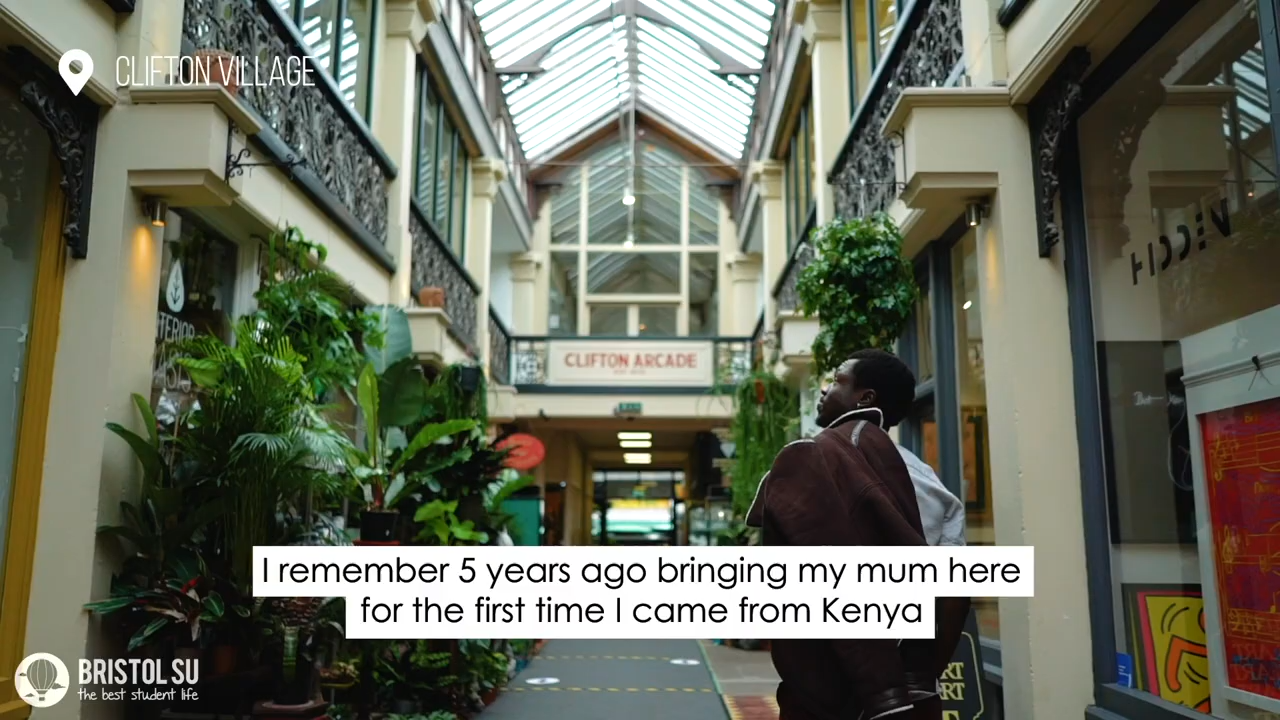 CLIFTON VILLAGE
CLIFTON ARCADE
I remember 5 years ago bringing my mum here
for the first time I came from Kenya
BRISTOL SU
the best student life